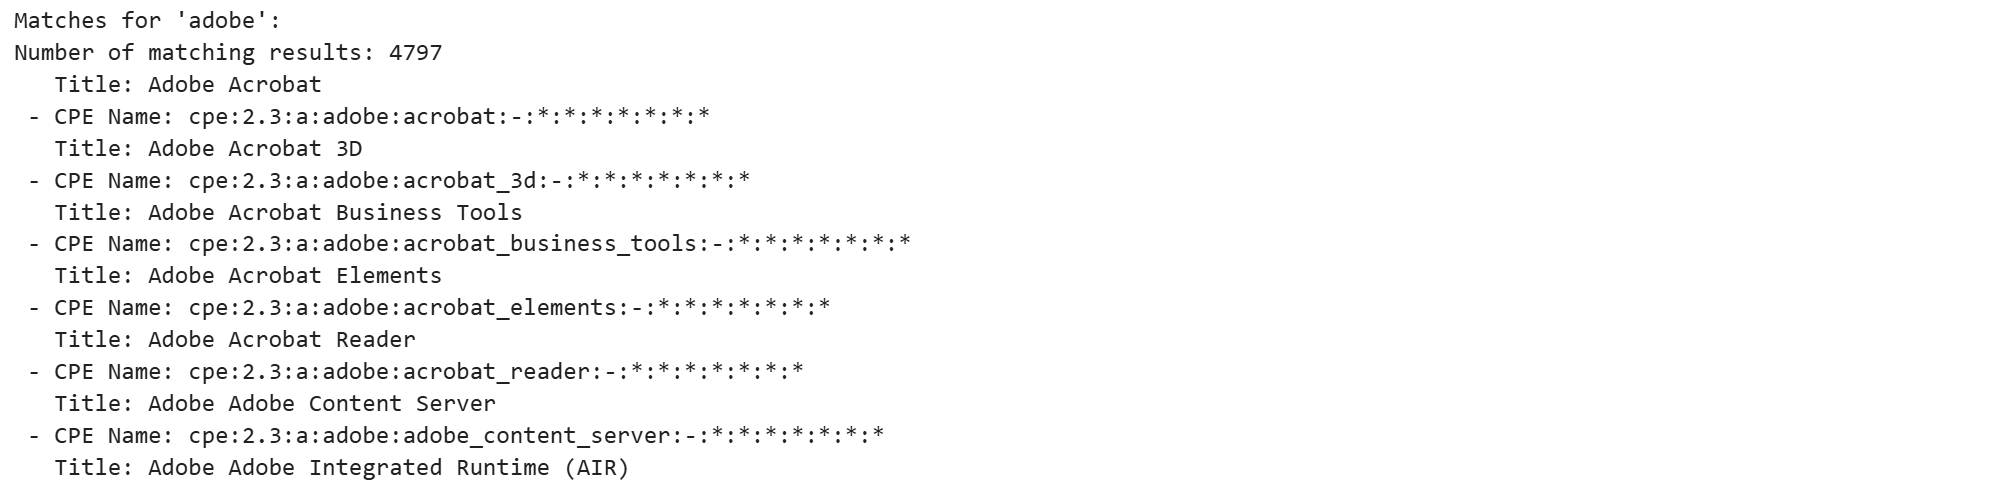 Matches for 'adobe':
Number of matching results: 4797
Title: Adobe Acrobat
- CPE Name: cpe:2.3:a:adobe:acrobat:-:*:*:*:*:*:*:*
Title: Adobe Acrobat 3D
- CPE Name: cpe:2.3:a:adobe:acrobat_3d:-:*:*:*:*:*:*:*
Title: Adobe Acrobat Business Tools
- CPE Name: cpe:2.3:a:adobe:acrobat_business_tools:-:*:*:*:*:*:*:*
Title: Adobe Acrobat Elements
- CPE Name: cpe:2.3:a:adobe:acrobat_elements:-:*:*:*:*:*:*:*
Title: Adobe Acrobat Reader
- CPE Name: cpe:2.3:a:adobe:acrobat_reader:-:*:*:*:*:*:*:*
Title: Adobe Adobe Content Server
- CPE Name: cpe:2.3:a:adobe:adobe_content_server:-:*:*:*:*:*:*:*
Title: Adobe Adobe Integrated Runtime (AIR)